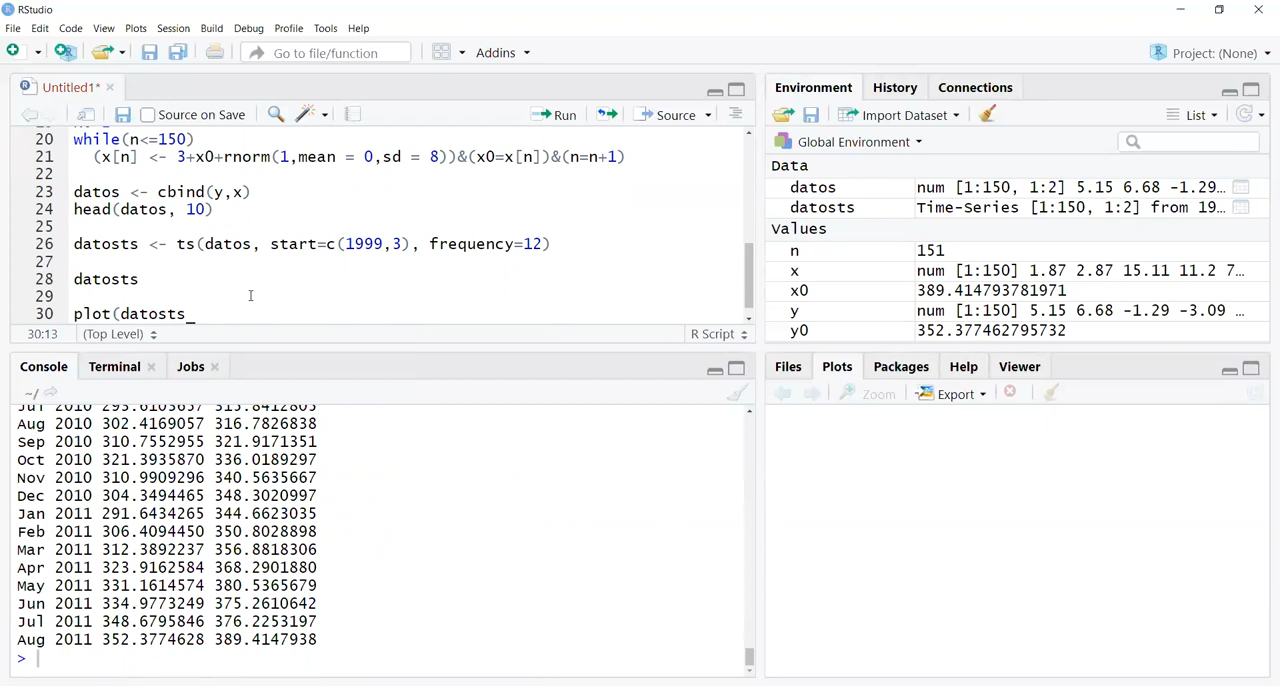 RStudio
File Edit Code View Plots Session Build Debug Profile Tools Help
Go to file/function Addins Project: (None)
Untitled1*
Source on Save Run Source
20 while(n<=150)
21 (x[n] <- 3+x0+rnorm(1,mean = 0,sd = 8))&(x0=x[n])&(n=n+1)
22
23 datos <- cbind(y,x)
24 head(datos, 10)
25
26 datosts <- ts(datos, start=c(1999,3), frequency=12)
27
28 datosts
29
30 plot(datosts
30:13 (Top Level) R Script
Console Terminal Jobs
~/
Jul 2010 293.6103657 313.8412803
Aug 2010 302.4169057 316.7826838
Sep 2010 310.7552955 321.9171351
Oct 2010 321.3935870 336.0189297
Nov 2010 310.9909296 340.5635667
Dec 2010 304.3494465 348.3020997
Jan 2011 291.6434265 344.6623035
Feb 2011 306.4094450 350.8028898
Mar 2011 312.3892237 356.8818306
Apr 2011 323.9162584 368.2901880
May 2011 331.1614574 380.5365679
Jun 2011 334.9773249 375.2610642
Jul 2011 348.6795846 376.2253197
Aug 2011 352.3774628 389.4147938
>
Environment History Connections
Import Dataset List
Global Environment
Data
datos num [1:150, 1:2] 5.15 6.68 -1.29…
datosts Time-Series [1:150, 1:2] from 19…
Values
n 151
x num [1:150] 1.87 2.87 15.11 11.2 7…
x0 389.414793781971
y num [1:150] 5.15 6.68 -1.29 -3.09 …
y0 352.377462795732
Files Plots Packages Help Viewer
Zoom Export